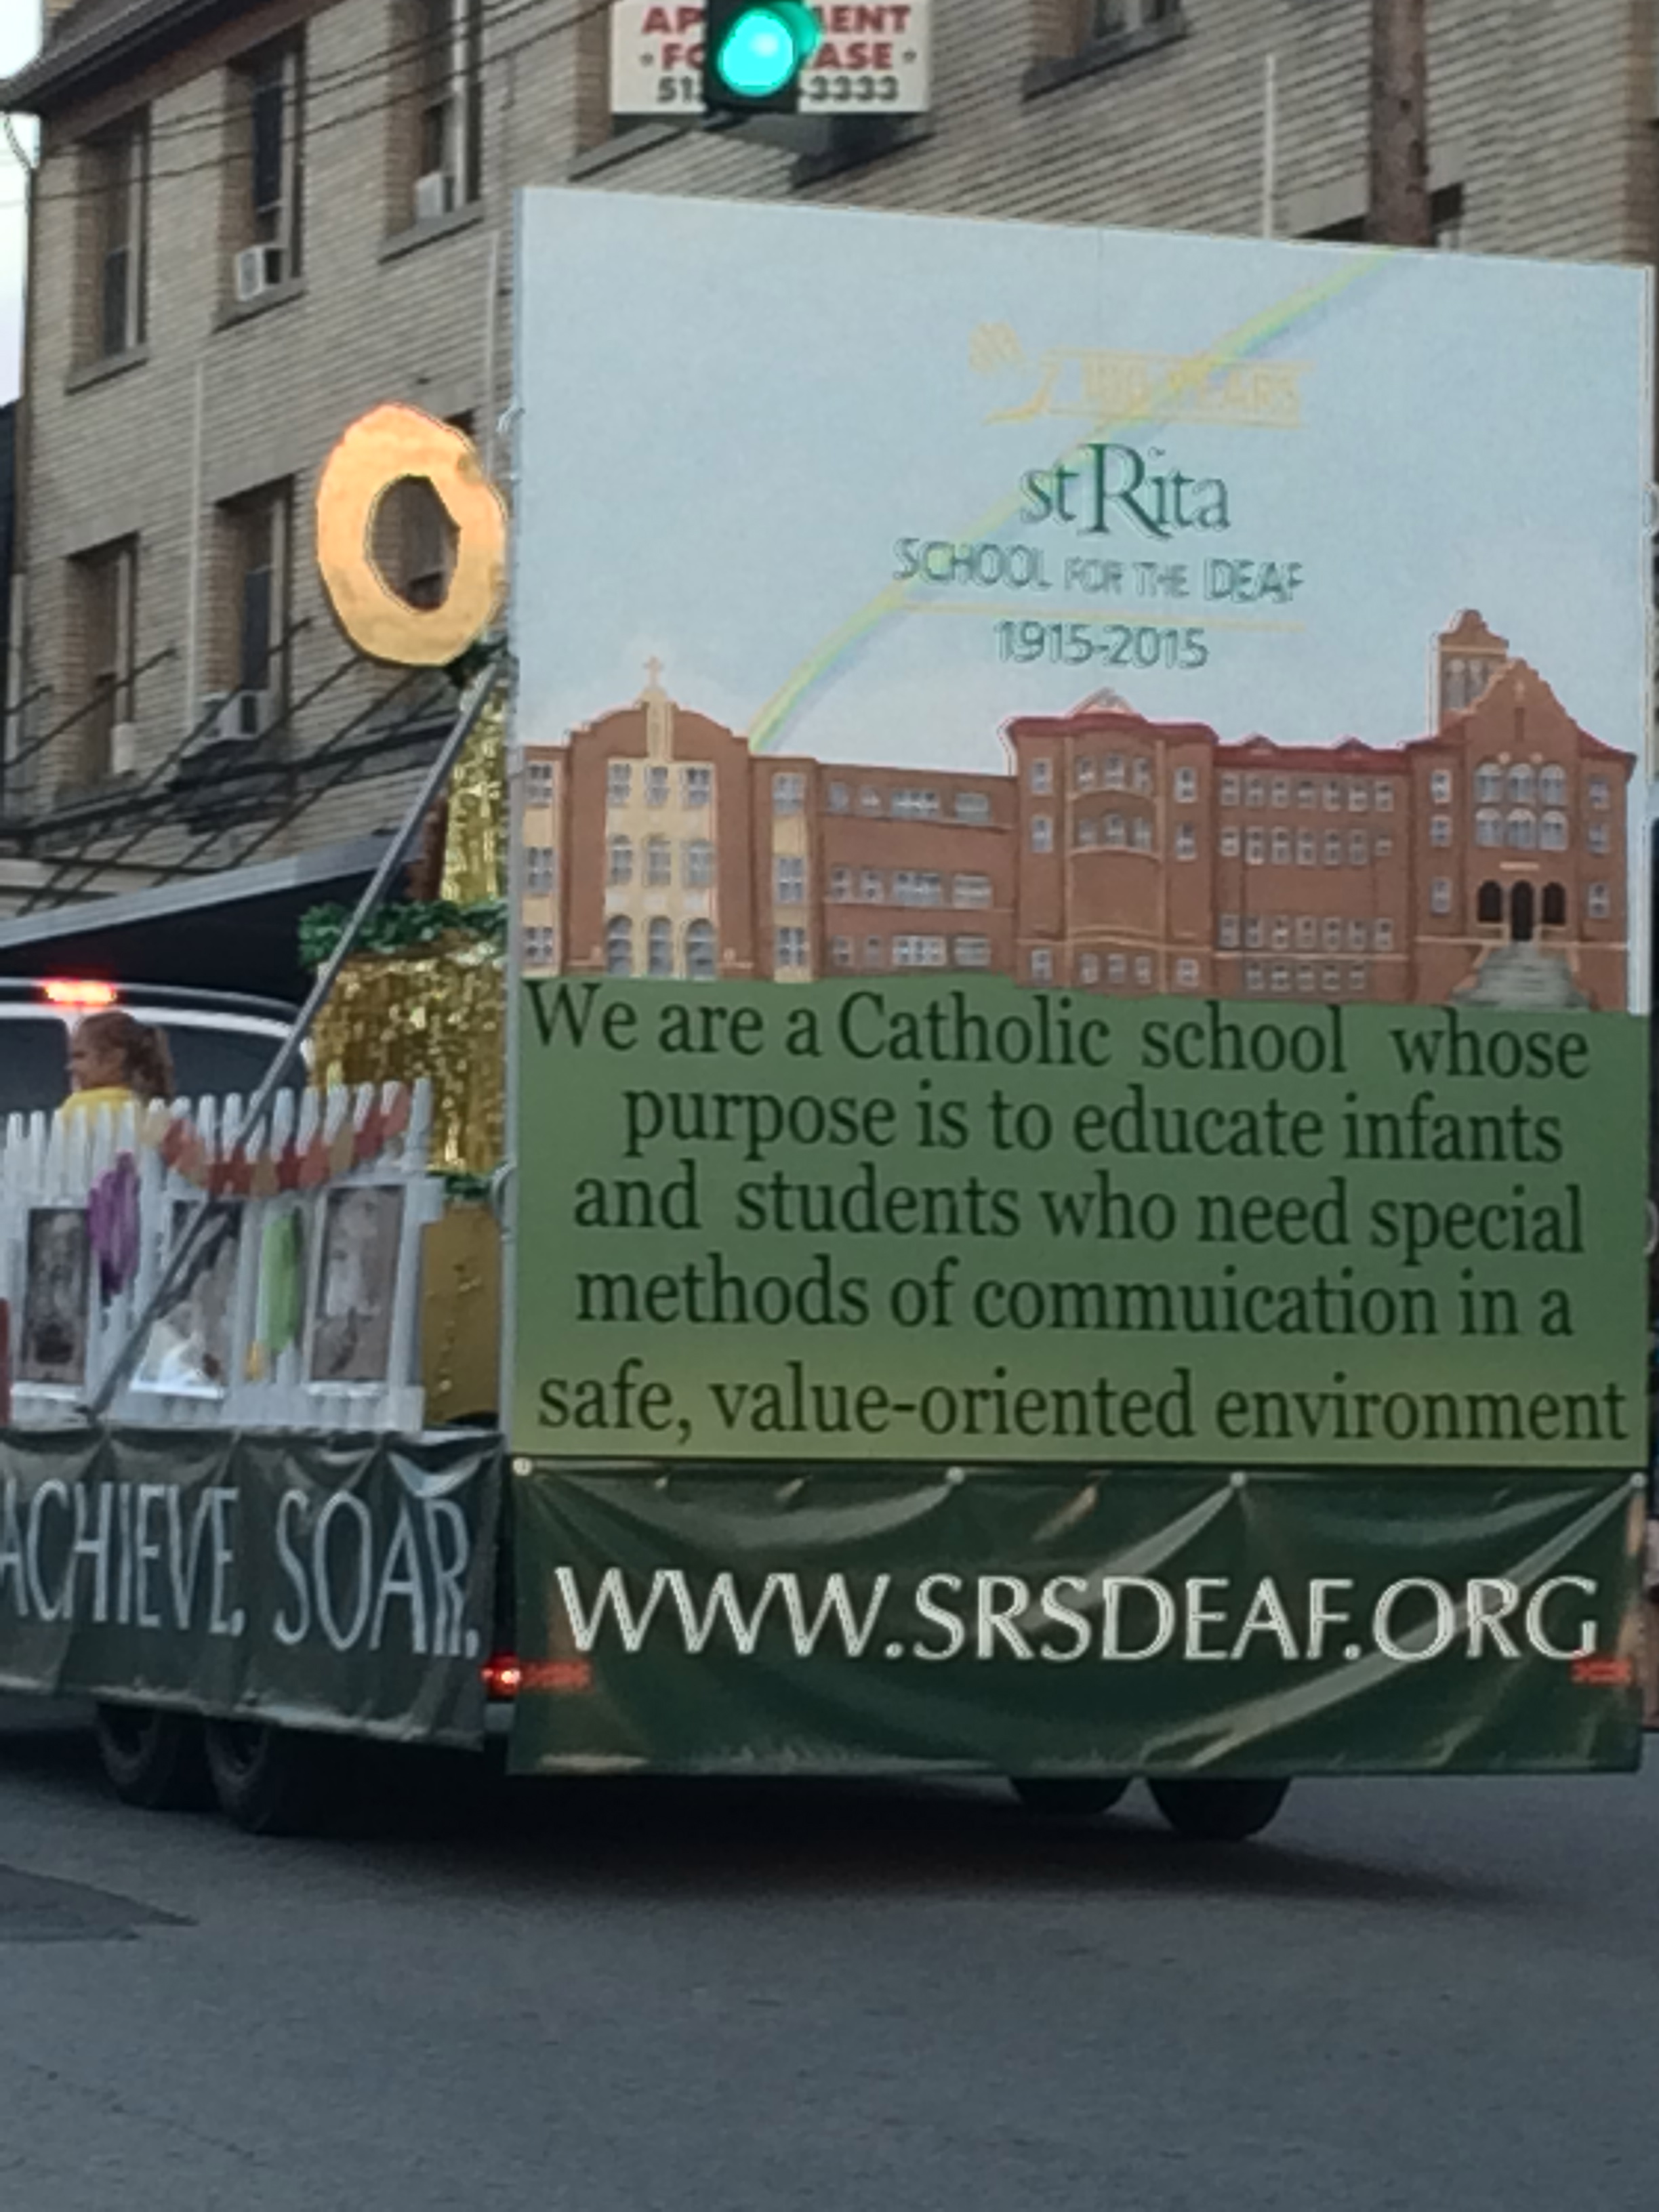 FOR LEASE
3333
100 YEARS
st Rita
SCHOOL FOR THE DEAF
1915-2015
We are a Catholic school whose
purpose is to educate infants
and students who need special
methods of commuication in a
safe, value-oriented environment
ACHIEVE. SOAR.
WWW.SRSDEAF.ORG